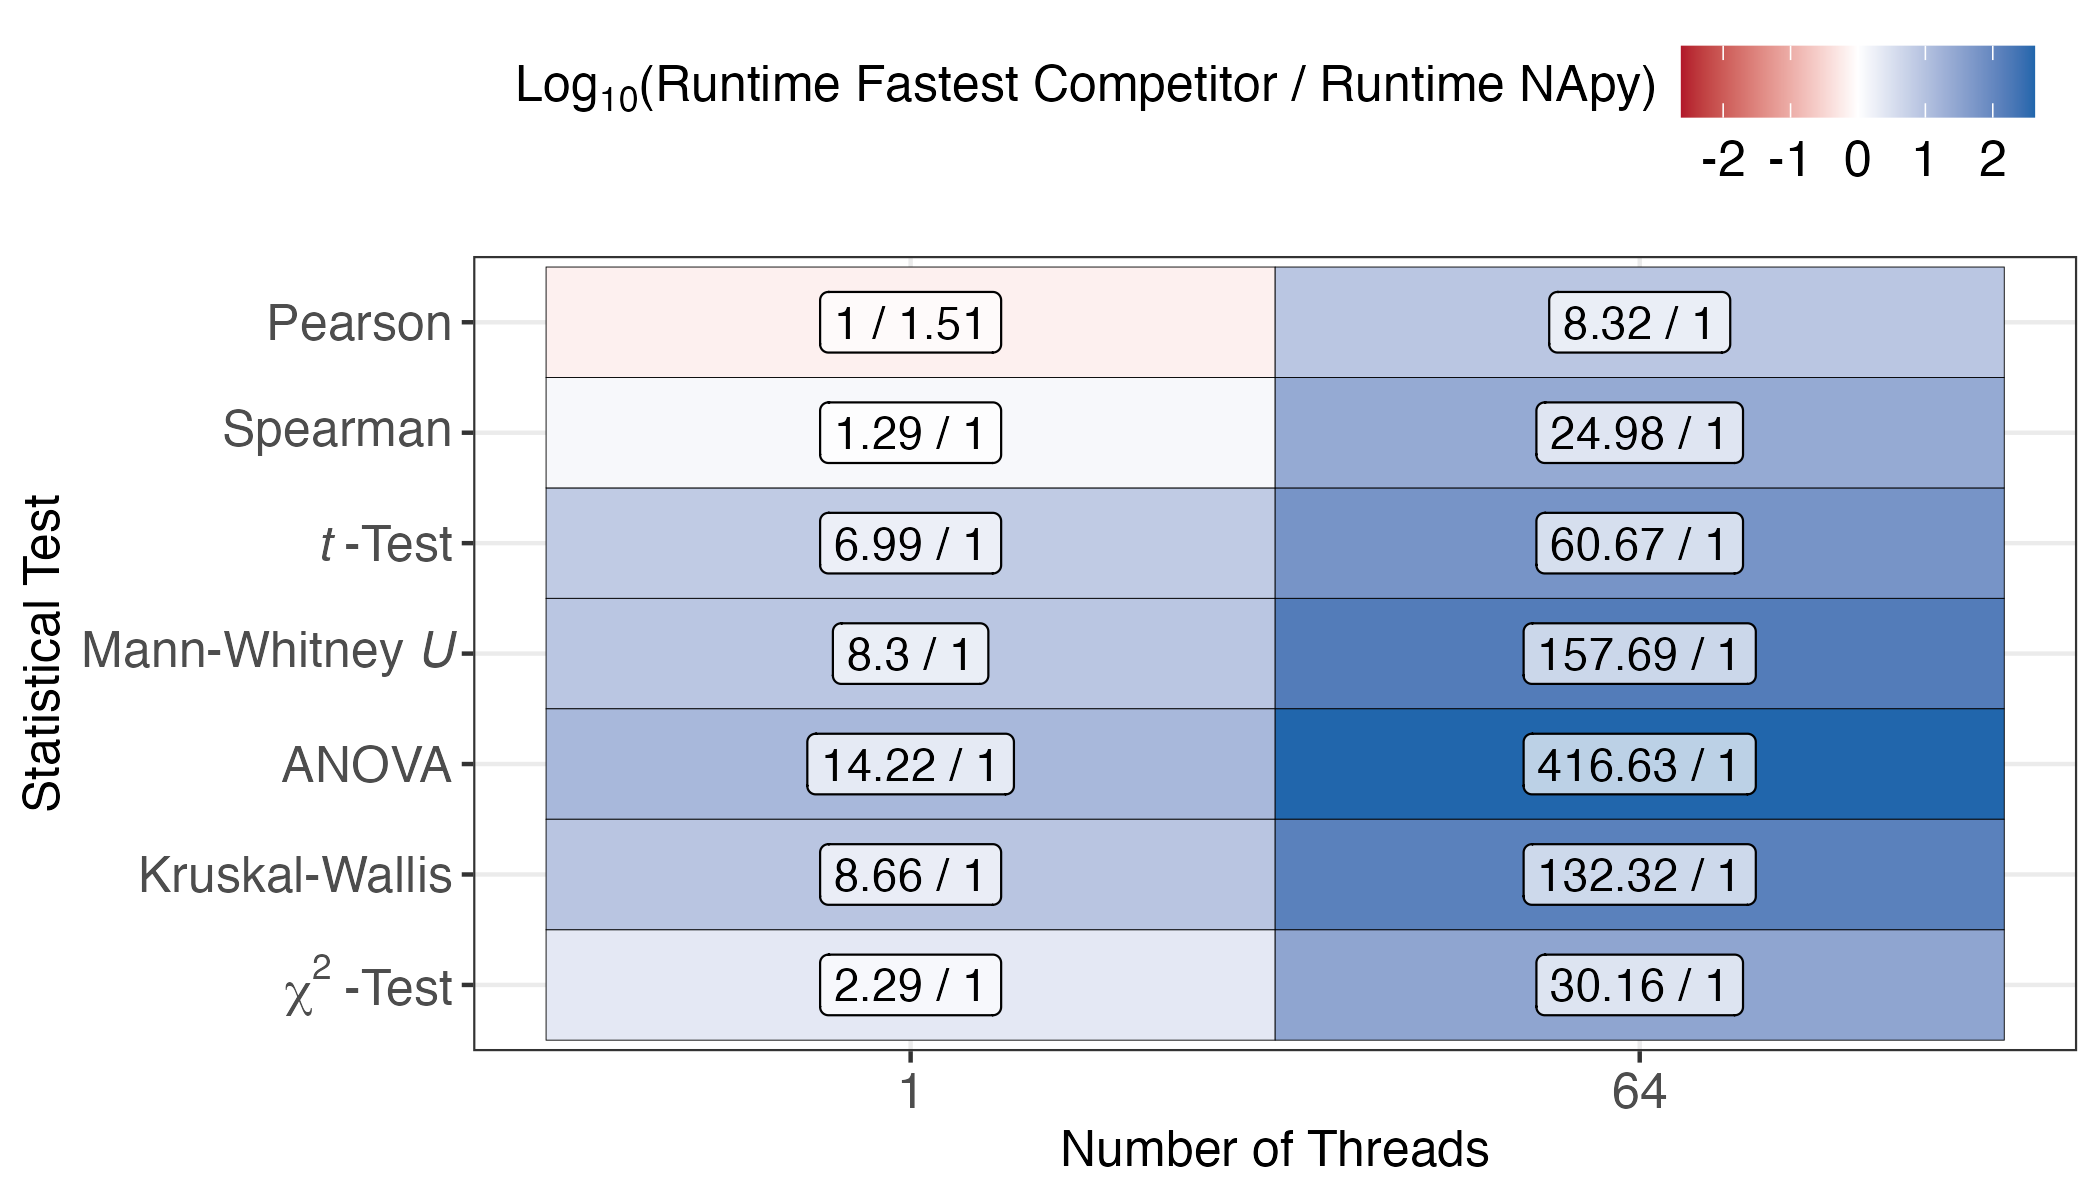 Log₁₀(Runtime Fastest Competitor / Runtime NApy)
-2 -1 0 1 2
Statistical Test
Pearson 1 / 1.51 8.32 / 1
Spearman 1.29 / 1 24.98 / 1
t -Test 6.99 / 1 60.67 / 1
Mann-Whitney U 8.3 / 1 157.69 / 1
ANOVA 14.22 / 1 416.63 / 1
Kruskal-Wallis 8.66 / 1 132.32 / 1
χ² -Test 2.29 / 1 30.16 / 1
1 64
Number of Threads